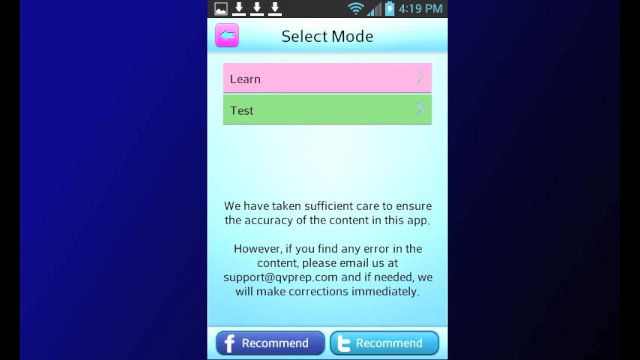 4:19 PM
Select Mode
Learn
Test
We have taken sufficient care to ensure
the accuracy of the content in this app.
However, if you find any error in the
content, please email us at
support@qvprep.com and if needed, we
will make corrections immediately.
f Recommend
t Recommend